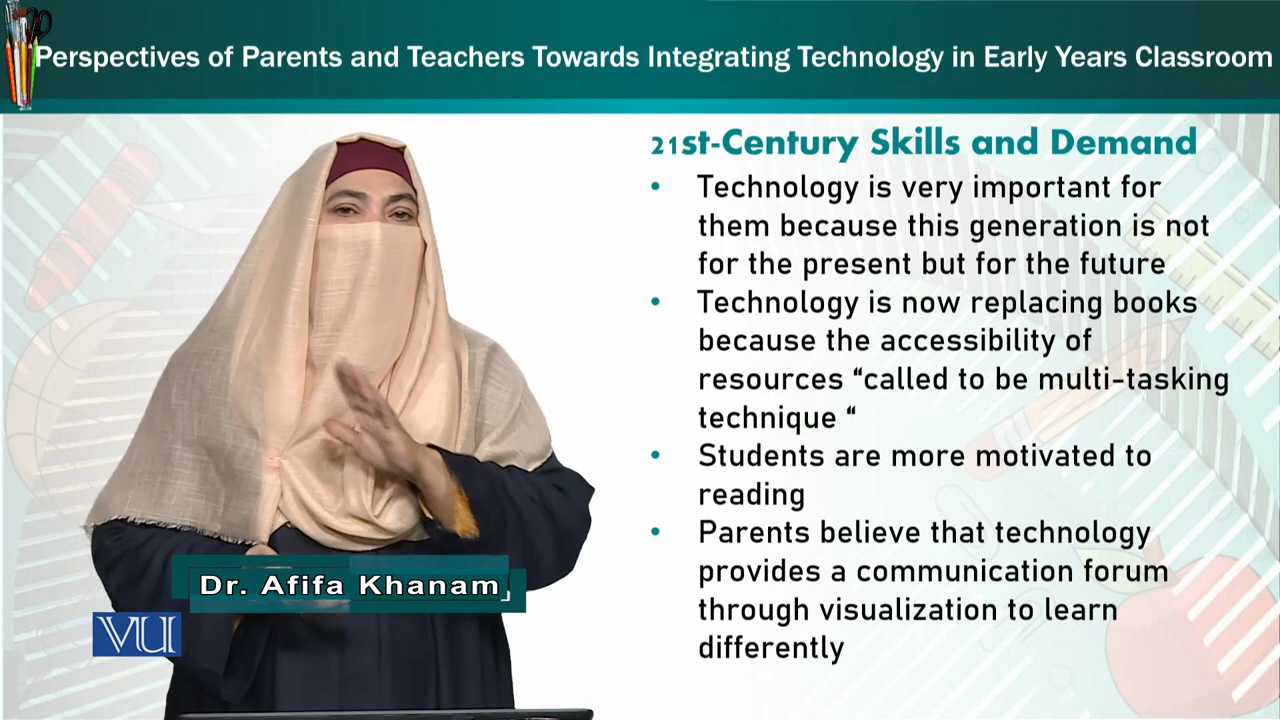 Perspectives of Parents and Teachers Towards Integrating Technology in Early Years Classroom
21st-Century Skills and Demand
• Technology is very important for
them because this generation is not
for the present but for the future
• Technology is now replacing books
because the accessibility of
resources “called to be multi-tasking
technique “
• Students are more motivated to
reading
• Parents believe that technology
provides a communication forum
through visualization to learn
differently
Dr. Afifa Khanam
VU